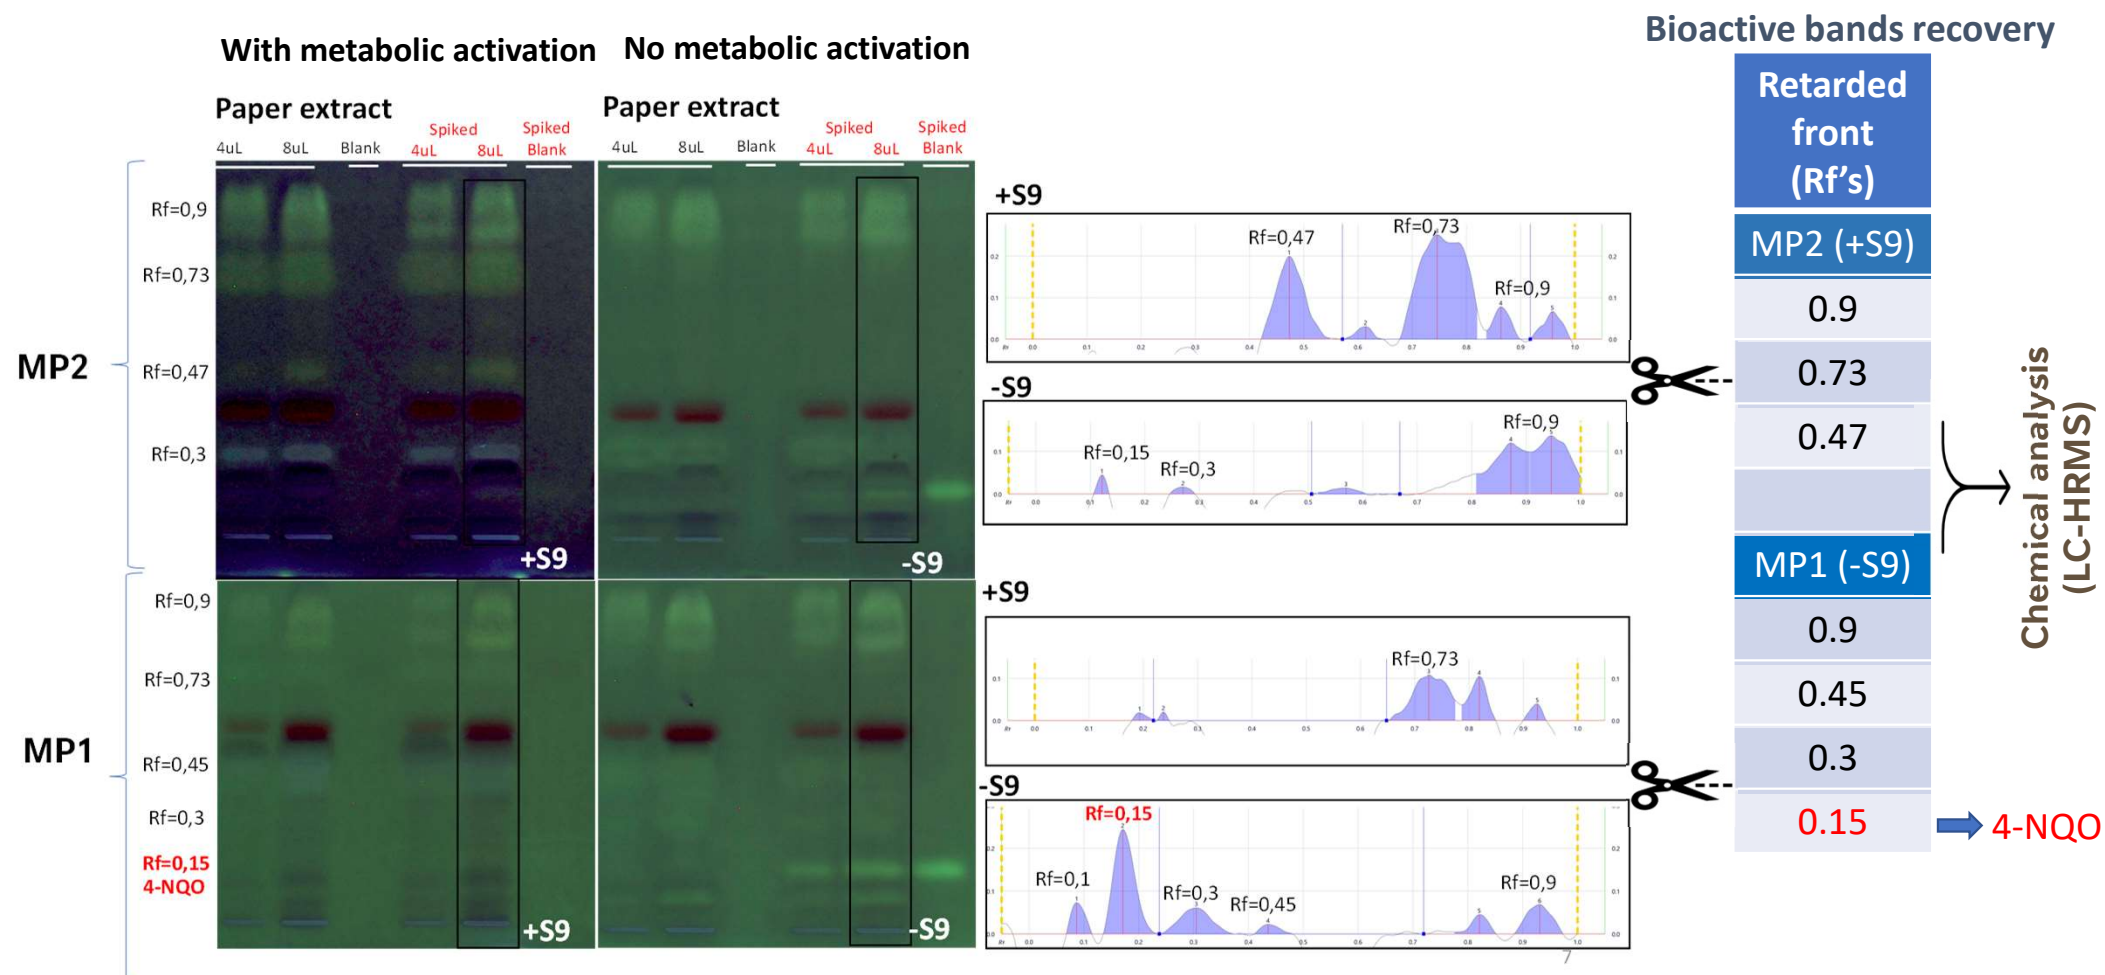 Bioactive bands recovery
With metabolic activation
No metabolic activation
Paper extract
4uL
8uL
Blank
Spiked
4uL
8uL
Spiked
Blank
Paper extract
4uL
8uL
Blank
Spiked
4uL
8uL
Spiked
Blank
MP2
Rf=0,9
Rf=0,73
Rf=0,47
Rf=0,3
+S9
-S9
MP1
Rf=0,9
Rf=0,73
Rf=0,45
Rf=0,3
Rf=0,15
4-NQO
+S9
-S9
+S9
Rf=0,47
Rf=0,73
Rf=0,9
-S9
Rf=0,15
Rf=0,3
Rf=0,9
+S9
Rf=0,73
-S9
Rf=0,15
Rf=0,1
Rf=0,3
Rf=0,45
Rf=0,9
7
Retarded
front
(Rf's)
MP2 (+S9)
0.9
0.73
0.47
MP1 (-S9)
0.9
0.45
0.3
0.15
4-NQO
Chemical analysis
(LC-HRMS)